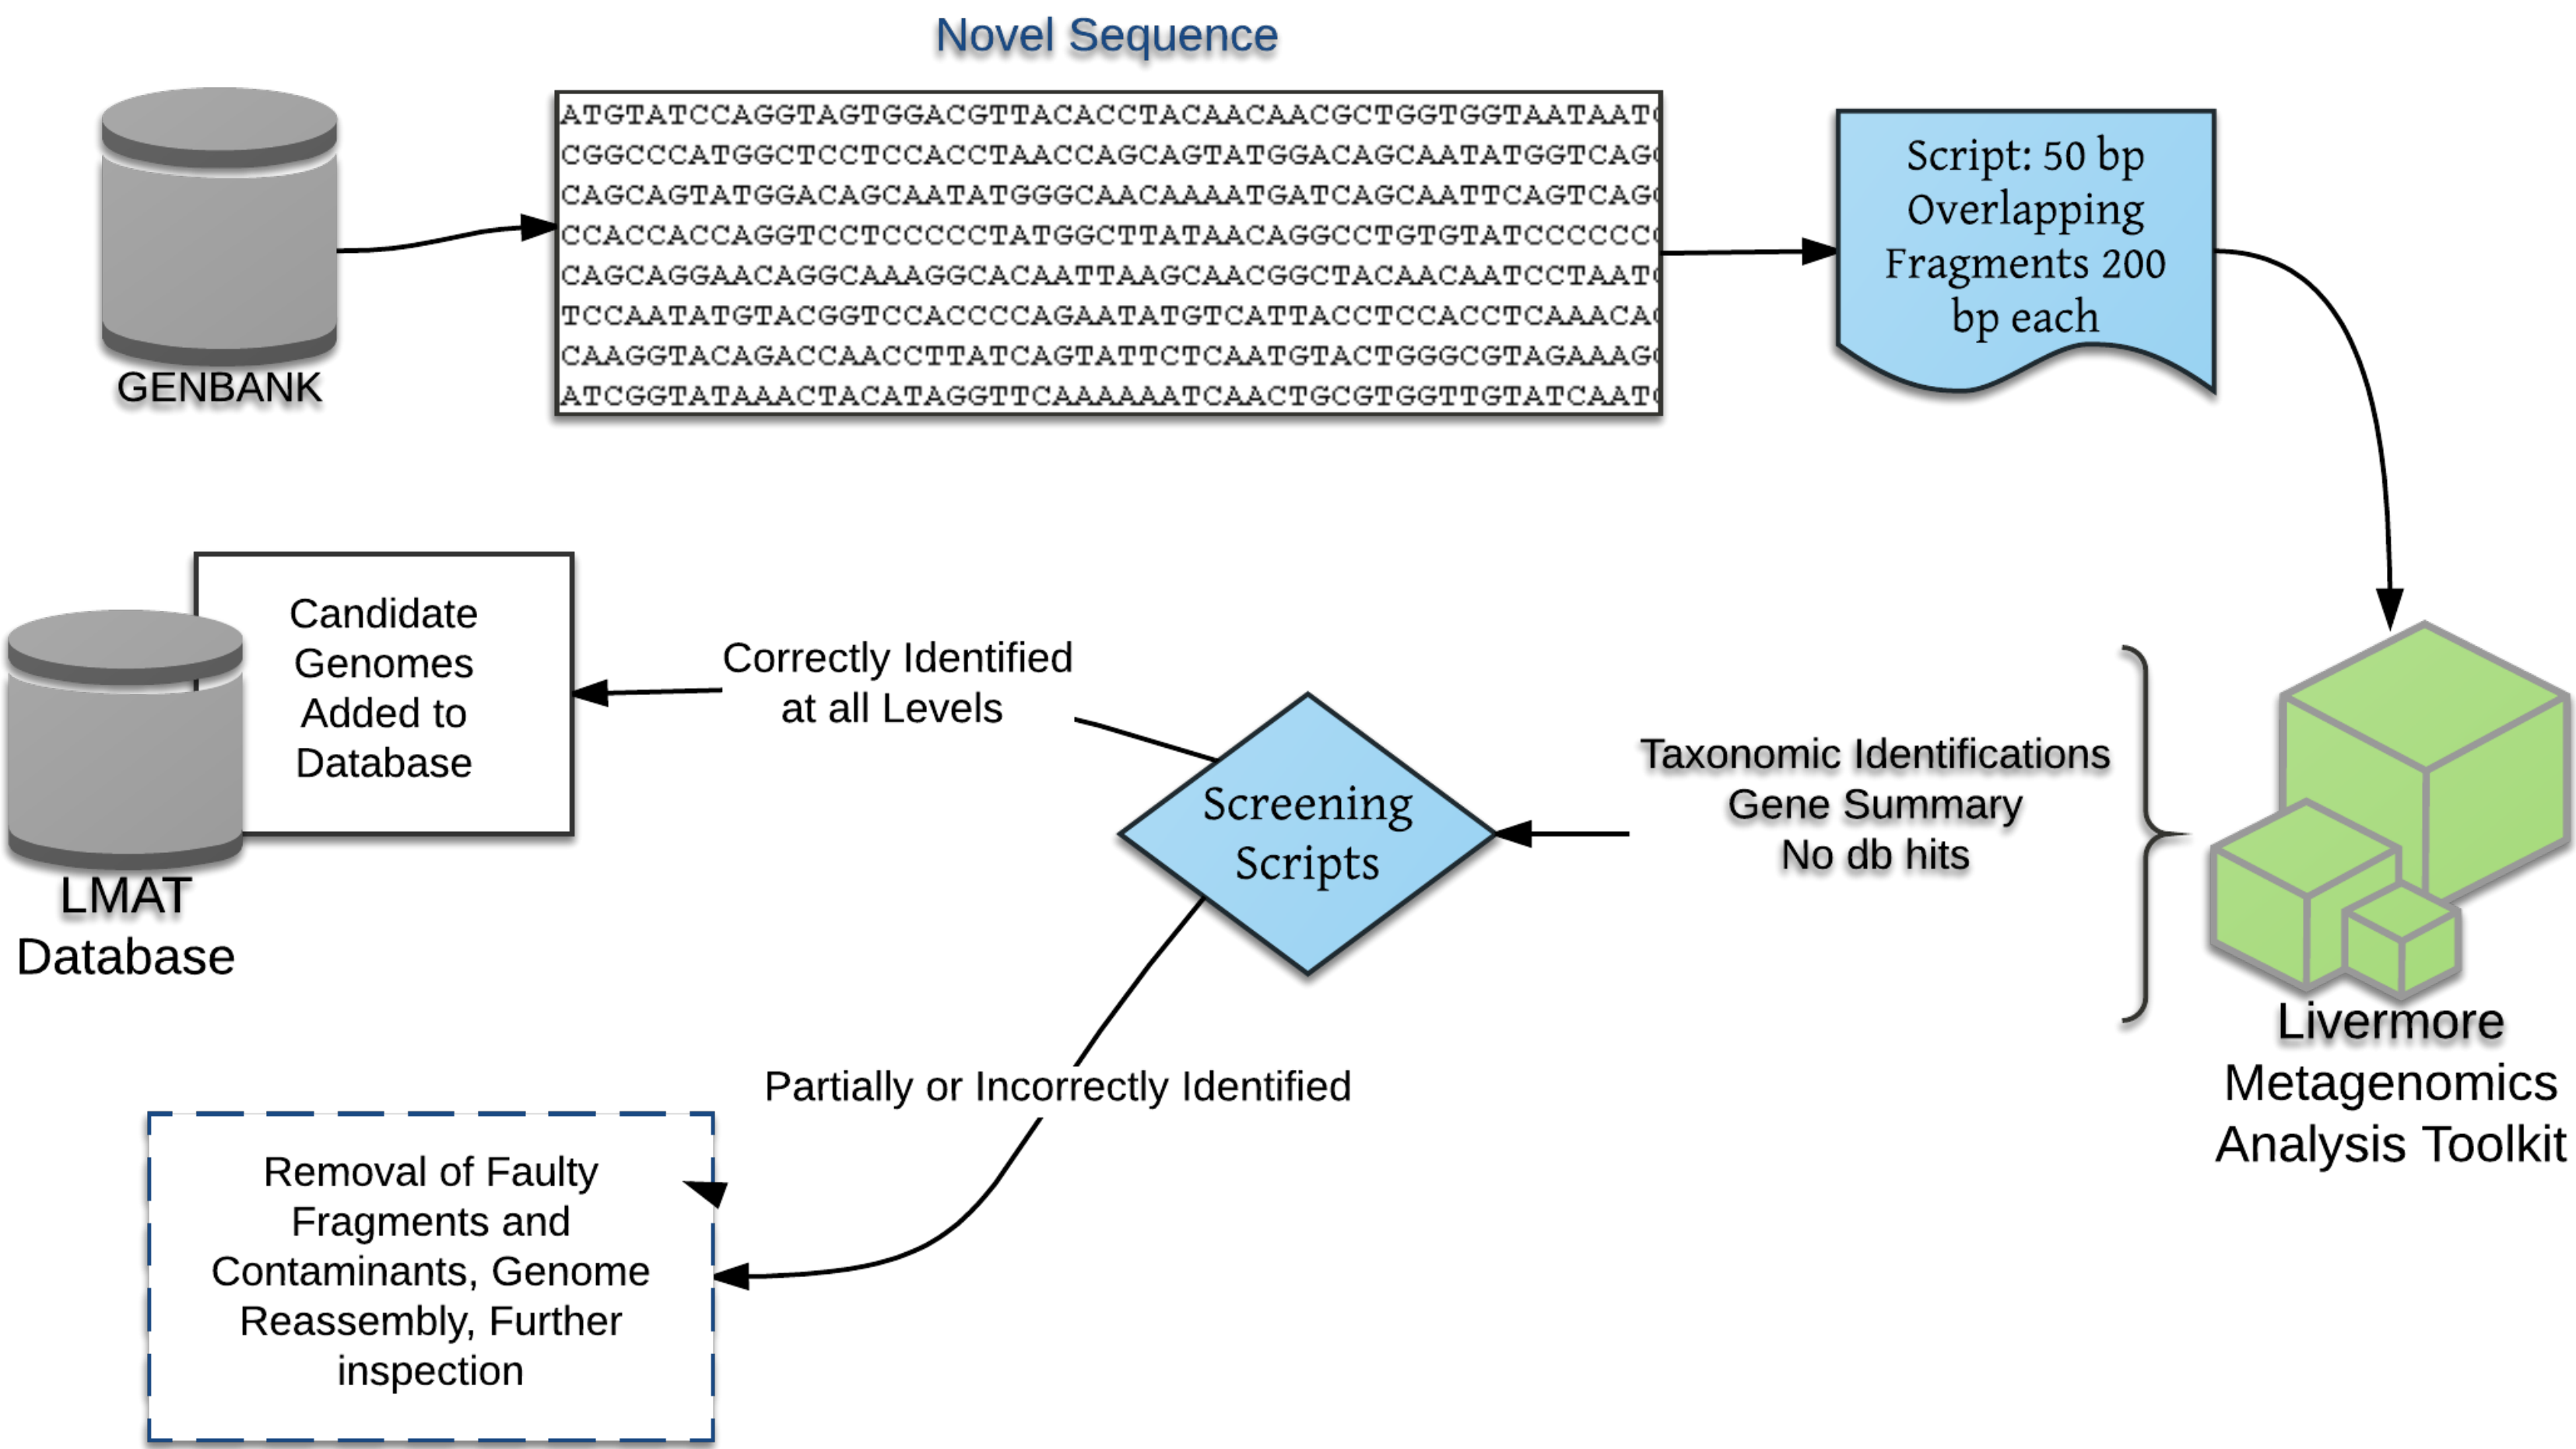 Novel Sequence
GENBANK
ATGTATCCAGGTAGTGGACGTTACACCTACAACAACGCTGGTGGTAATAAT
CGGCCCATGGCTCCTCCACCTAACCAGCAGTATGGACAGCAATATGGTCAG
CAGCAGTATGGACAGCAATATGGGCAACAAAATGATCAGCAATTCAGTCAG
CCACCACCAGGTCCTCCCCCTATGGCTTATAACAGGCCTGTGTATCCCCCC
CAGCAGGAACAGGCAAAGGCACAATTAAGCAACGGCTACAACAATCCTAAT
TCCAATATGTACGGTCCACCCCAGAATATGTCATTACCTCCACCTCAAACA
CAAGGTACAGACCAACCTTATCAGTATTCTCAATGTACTGGGCGTAGAAAG
ATCGGTATAAACTACATAGGTTCAAAAAATCAACTGCGTGGTTGTATCAAT
Script: 50 bp
Overlapping
Fragments 200
bp each
Candidate
Genomes
Added to
Database
LMAT
Database
Correctly Identified
at all Levels
Screening
Scripts
Taxonomic Identifications
Gene Summary
No db hits
Livermore
Metagenomics
Analysis Toolkit
Partially or Incorrectly Identified
Removal of Faulty
Fragments and
Contaminants, Genome
Reassembly, Further
inspection